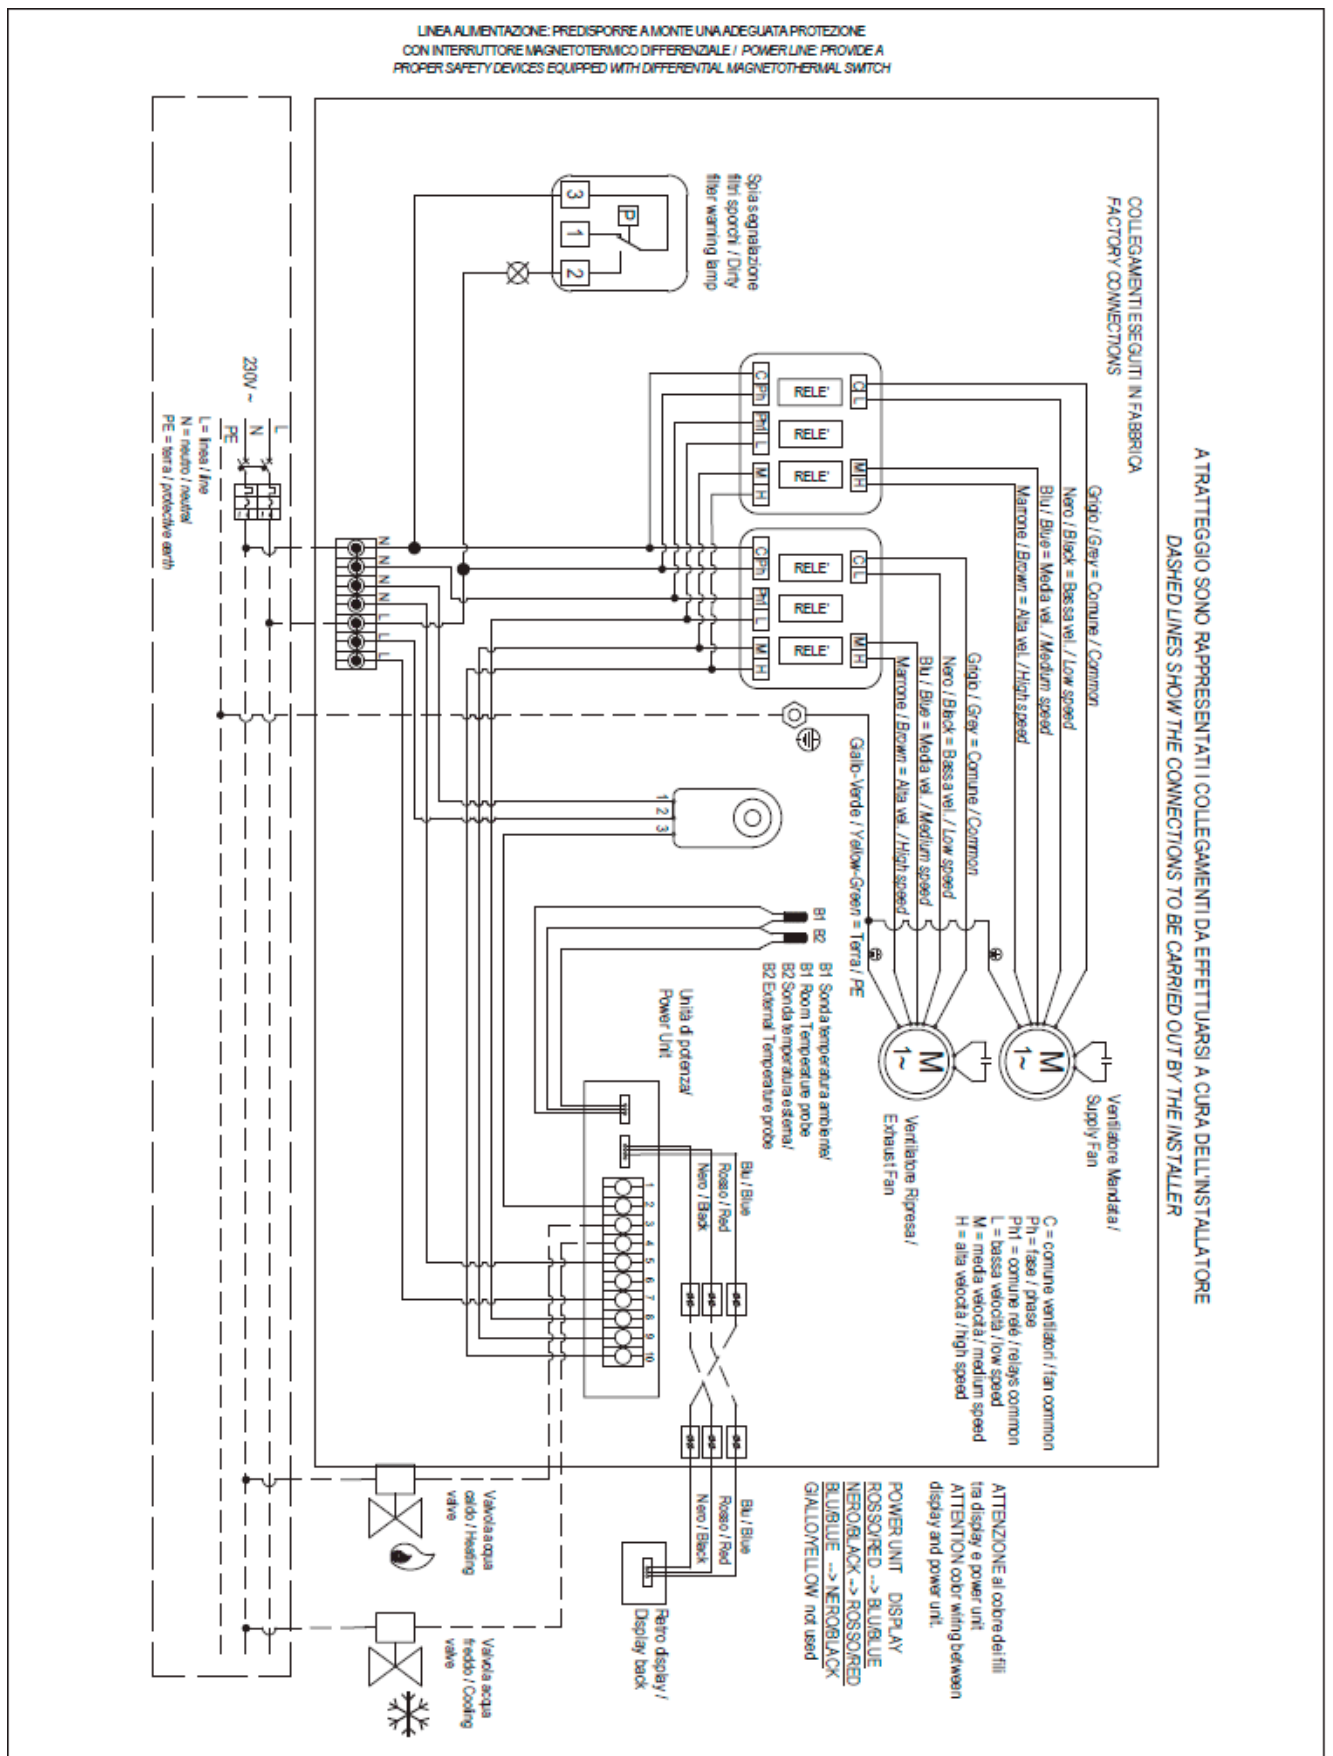 LINEA ALIMENTAZIONE: PREDISPORRE A MONTE UNA ADEGUATA PROTEZIONE
CON INTERRUTTORE MAGNETOTERMICO DIFFERENZIALE / POWER LINE: PROVIDE A
PROPER SAFETY DEVICES EQUIPPED WITH DIFFERENTIAL MAGNETOTHERMAL SWITCH
A TRATTEGGIO SONO RAPPRESENTATI I COLLEGAMENTI DA EFFETTUARSI A CURA DELL'INSTALLATORE
DASHED LINES SHOW THE CONNECTIONS TO BE CARRIED OUT BY THE INSTALLER
COLLEGAMENTI ESEGUITI IN FABBRICA
FACTORY CONNECTIONS
Grigio / Grey = Comune / Common
Nero / Black = Bassa vel. / Low speed
Blu / Blue = Media vel. / Medium speed
Marrone / Brown = Alta vel. / High speed
M
1~
Ventilatore Mandata /
Supply Fan
C = comune ventilatori / fan common
Ph = fase / phase
Ph1 = comune relè / relays common
L = bassa velocità / low speed
M = media velocità / medium speed
H = alta velocità / high speed
ATTENZIONE al colore dei fili
tra display e power unit
ATTENTION color wiring between
display and power unit.
POWER UNIT DISPLAY
ROSSO/RED --> BLU/BLUE
NERO/BLACK --> ROSSO/RED
BLU/BLUE --> NERO/BLACK
GIALLO/YELLOW not used
Grigio / Grey = Comune / Common
Nero / Black = Bassa vel. / Low speed
Blu / Blue = Media vel. / Medium speed
Marrone / Brown = Alta vel. / High speed
Giallo-Verde / Yellow-Green = Terra / PE
M
1~
Ventilatore Ripresa /
Exhaust Fan
C L
M H
RELE'
RELE'
RELE'
C Ph
Ph1 L
M H
C L
M H
RELE'
RELE'
RELE'
C Ph
Ph1 L
M H
Spia segnalazione
filtri sporchi / Dirty
filter warning lamp
3
1
2
P
1
2
3
B1
B2
B1 Sonda temperatura ambiente/
B1 Room Temperature probe
B2 Sonda temperatura esterna/
B2 External Temperature probe
Unità di potenza/
Power Unit
Blu / Blue
Rosso / Red
Nero / Black
1 2 3 4 5 6 7 8 9 10
Blu / Blue
Rosso / Red
Nero / Black
Retro display /
Display back
N N N N L L L
230V ~
L
N
PE
L = linea / line
N = neutro / neutral
PE = terra / protective earth
Valvola acqua
caldo / Heating
valve
Valvola acqua
freddo / Cooling
valve